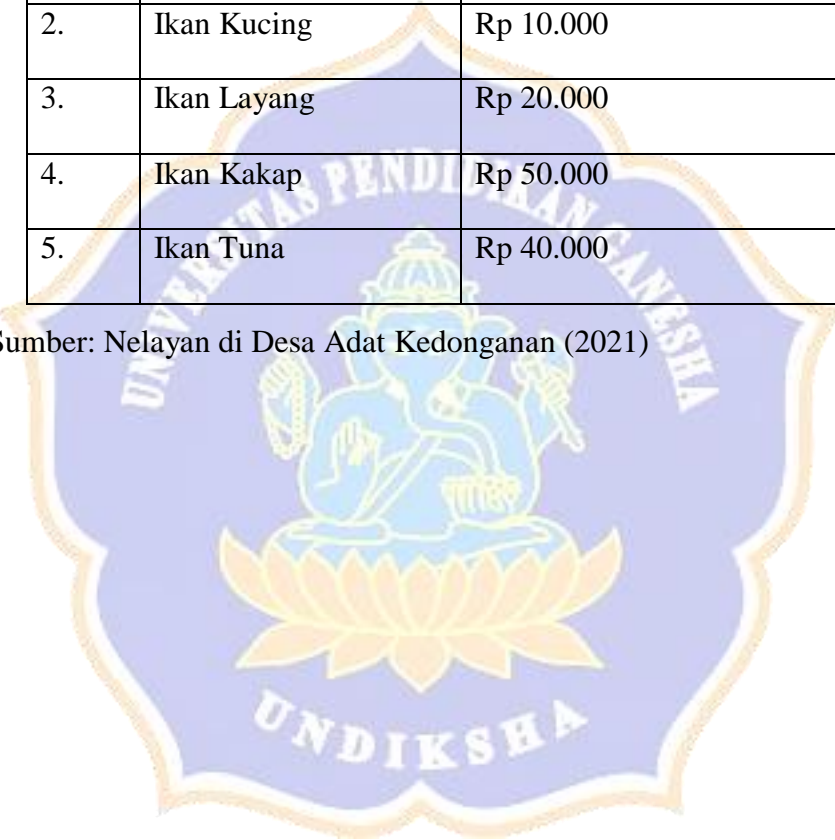 2. Ikan Kucing Rp 10.000
3. Ikan Layang Rp 20.000
4. Ikan Kakap Rp 50.000
5. Ikan Tuna Rp 40.000
Sumber: Nelayan di Desa Adat Kedonganan (2021)
UNIVERSITAS PENDIDIKAN GANESHA
UNDIKSHA